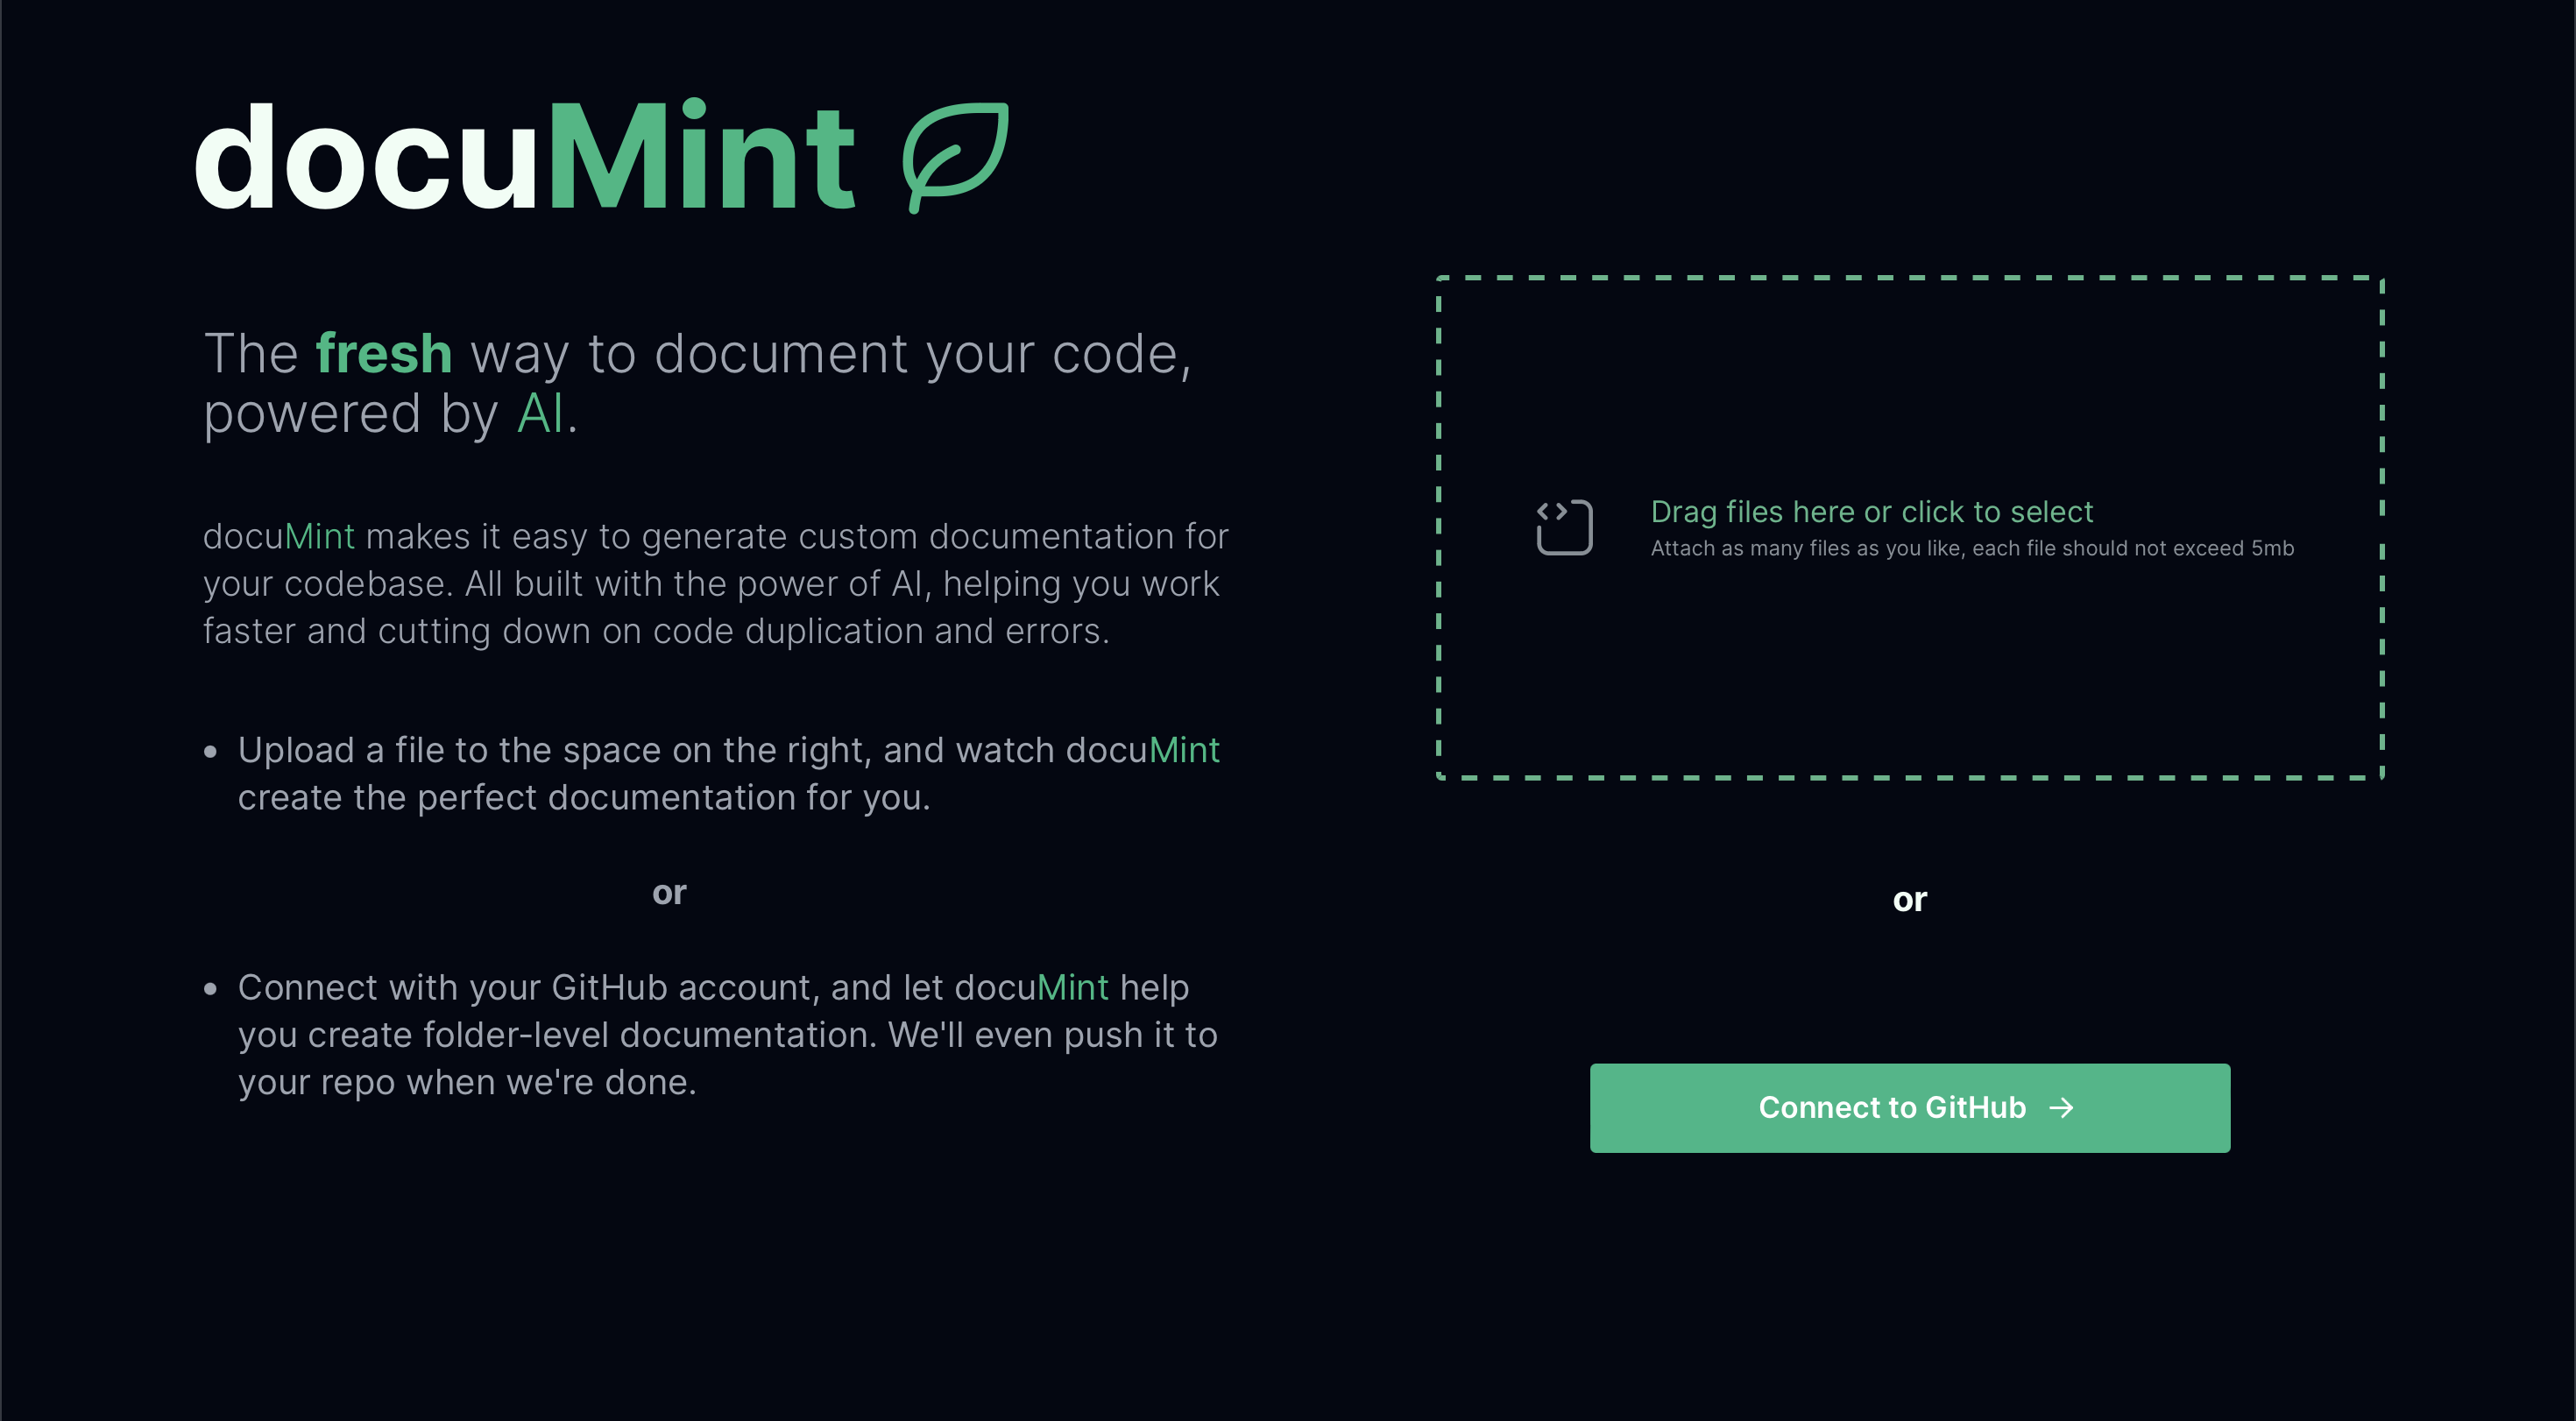 docuMint
The fresh way to document your code,
powered by AI.
docuMint makes it easy to generate custom documentation for
your codebase. All built with the power of AI, helping you work
faster and cutting down on code duplication and errors.
• Upload a file to the space on the right, and watch docuMint
create the perfect documentation for you.
or
• Connect with your GitHub account, and let docuMint help
you create folder-level documentation. We'll even push it to
your repo when we're done.
Drag files here or click to select
Attach as many files as you like, each file should not exceed 5mb
or
Connect to GitHub →